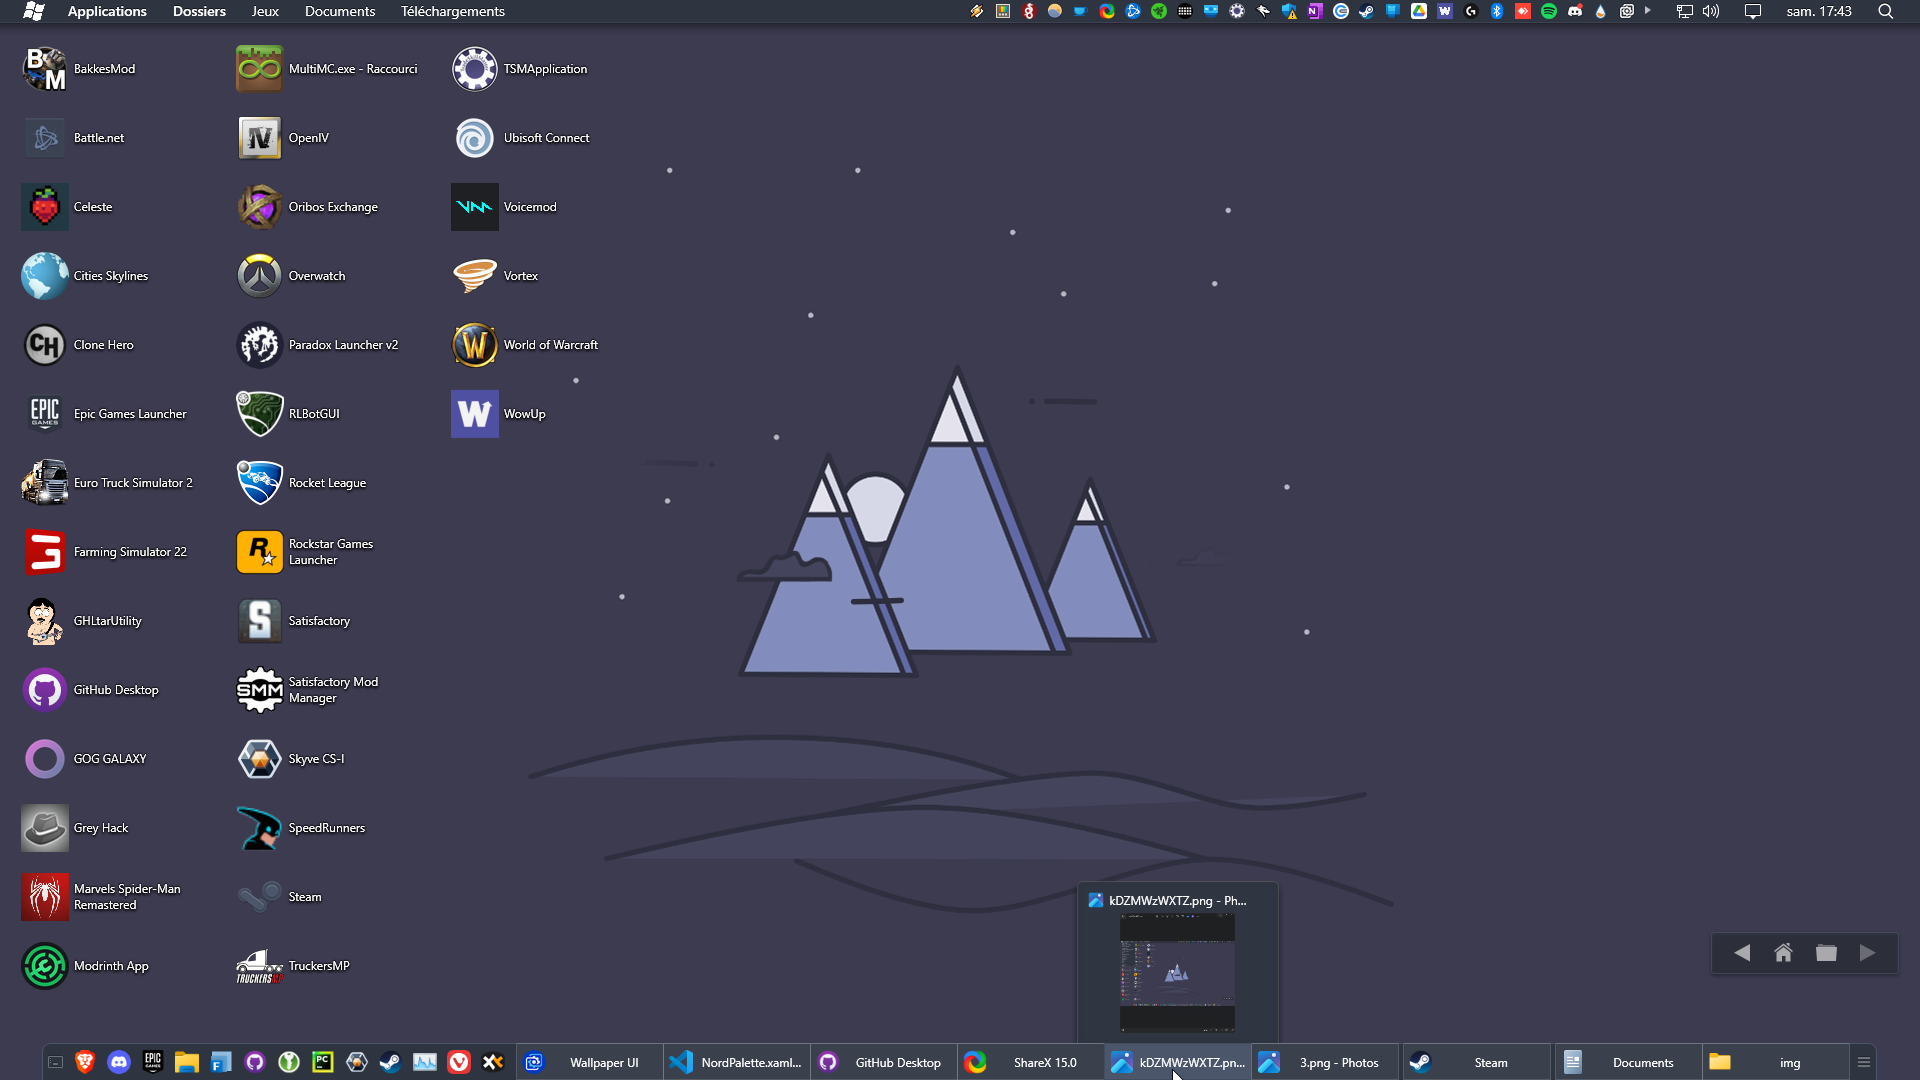 Applications Dossiers Jeux Documents Téléchargements sam. 17:43
BakkesMod
Battle.net
Celeste
Cities Skylines
Clone Hero
Epic Games Launcher
Euro Truck Simulator 2
Farming Simulator 22
GHLtarUtility
GitHub Desktop
GOG GALAXY
Grey Hack
Marvels Spider-Man
Remastered
Modrinth App
MultiMC.exe - Raccourci
OpenIV
Oribos Exchange
Overwatch
Paradox Launcher v2
RLBotGUI
Rocket League
Rockstar Games
Launcher
Satisfactory
Satisfactory Mod
Manager
Skyve CS-I
SpeedRunners
Steam
TruckersMP
TSMApplication
Ubisoft Connect
Voicemod
Vortex
World of Warcraft
WowUp
kDZMWzWXTZ.png - Ph...
Wallpaper UI
NordPalette.xaml...
GitHub Desktop
ShareX 15.0
kDZMWzWXTZ.pn...
3.png - Photos
Steam
Documents
img